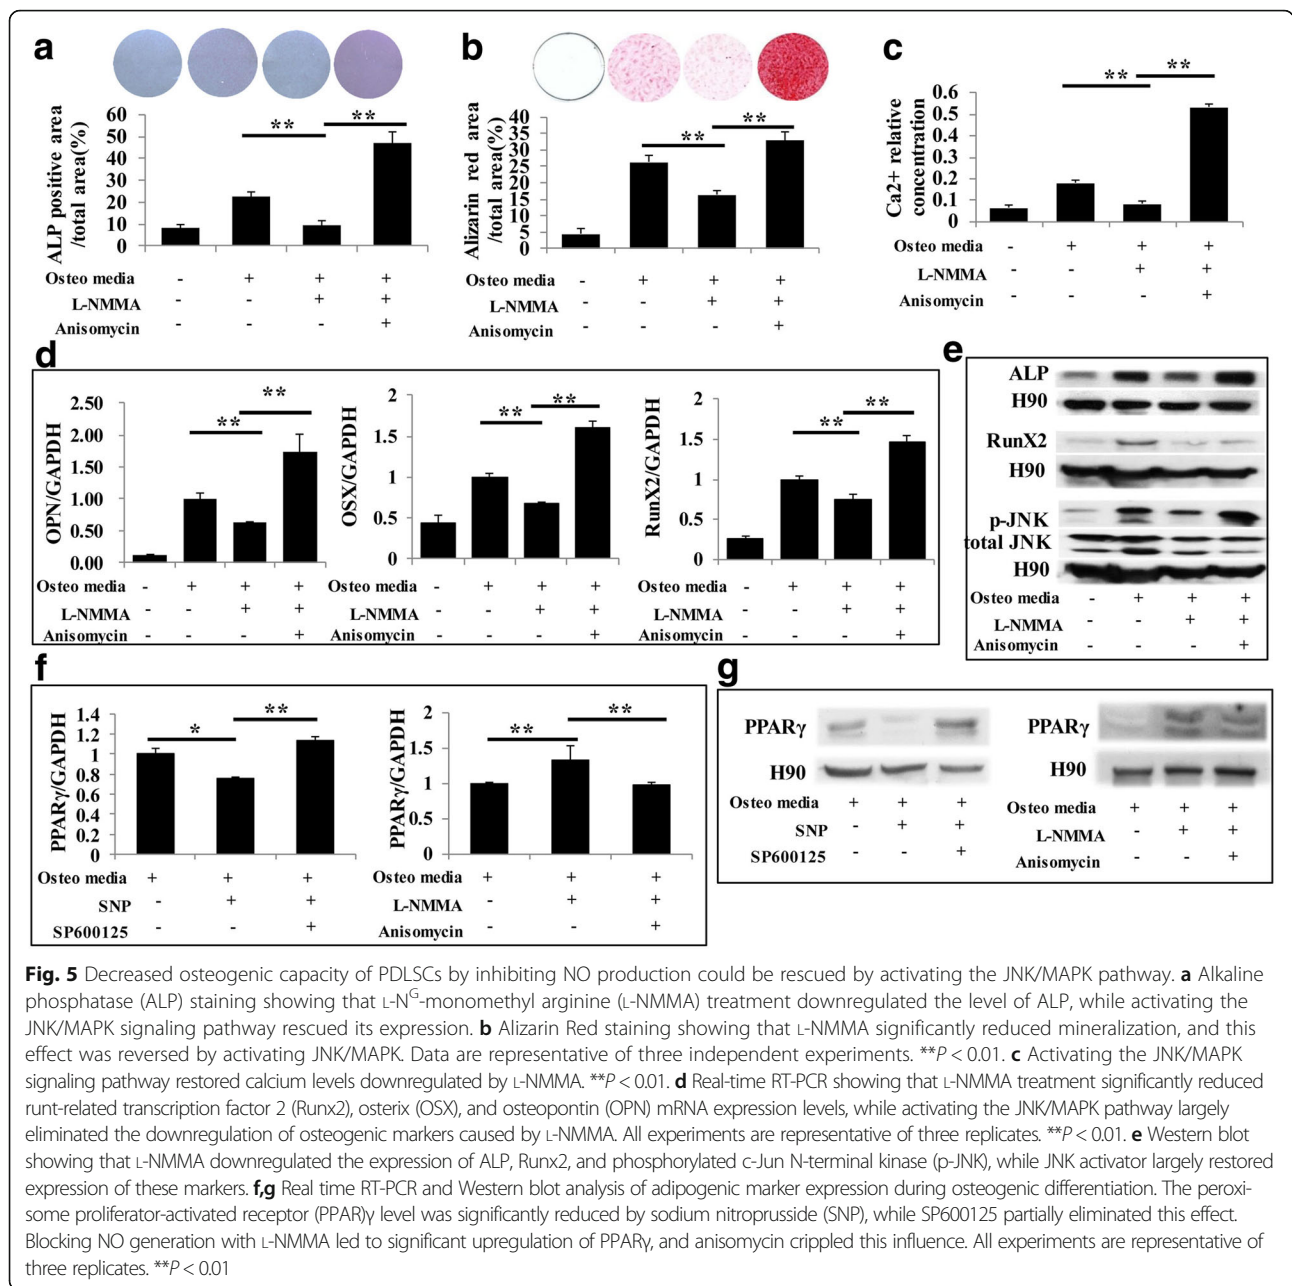 a
** **
60
50
40
30
20
10
0
ALP positive area
/total area(%)
Osteo media - + + +
L-NMMA - - + +
Anisomycin - - - +
b
** **
40
35
30
25
20
15
10
5
0
Alizarin red area
/total area(%)
Osteo media - + + +
L-NMMA - - + +
Anisomycin - - - +
c
** **
0.6
0.5
0.4
0.3
0.2
0.1
0
Ca2+ relative
concentration
Osteo media - + + +
L-NMMA - - + +
Anisomycin - - - +
d
** **
2.50
2.00
1.50
1.00
0.50
0.00
OPN/GAPDH
Osteo media - + + +
L-NMMA - - + +
Anisomycin - - - +
** **
2
1.5
1
0.5
0
OSX/GAPDH
Osteo media - + + +
L-NMMA - - + +
Anisomycin - - - +
** **
2
1.5
1
0.5
0
RunX2/GAPDH
Osteo media - + + +
L-NMMA - - + +
Anisomycin - - - +
e
ALP
H90
RunX2
H90
p-JNK
total JNK
H90
Osteo media - + + +
L-NMMA - - + +
Anisomycin - - - +
f
* **
1.4
1.2
1
0.8
0.6
0.4
0.2
0
PPARγ/GAPDH
Osteo media + + +
SNP - + +
SP600125 - - +
** **
2
1.5
1
0.5
0
PPARγ/GAPDH
Osteo media + + +
L-NMMA - + +
Anisomycin - - +
g
PPARγ
H90
Osteo media + + +
SNP - + +
SP600125 - - +
PPARγ
H90
Osteo media + + +
L-NMMA - + +
Anisomycin - - +
Fig. 5 Decreased osteogenic capacity of PDLSCs by inhibiting NO production could be rescued by activating the JNK/MAPK pathway. a Alkaline
phosphatase (ALP) staining showing that L-N^G-monomethyl arginine (L-NMMA) treatment downregulated the level of ALP, while activating the
JNK/MAPK signaling pathway rescued its expression. b Alizarin Red staining showing that L-NMMA significantly reduced mineralization, and this
effect was reversed by activating JNK/MAPK. Data are representative of three independent experiments. **P < 0.01. c Activating the JNK/MAPK
signaling pathway restored calcium levels downregulated by L-NMMA. **P < 0.01. d Real-time RT-PCR showing that L-NMMA treatment significantly reduced
runt-related transcription factor 2 (Runx2), osterix (OSX), and osteopontin (OPN) mRNA expression levels, while activating the JNK/MAPK pathway largely
eliminated the downregulation of osteogenic markers caused by L-NMMA. All experiments are representative of three replicates. **P < 0.01. e Western blot
showing that L-NMMA downregulated the expression of ALP, Runx2, and phosphorylated c-Jun N-terminal kinase (p-JNK), while JNK activator largely restored
expression of these markers. f,g Real time RT-PCR and Western blot analysis of adipogenic marker expression during osteogenic differentiation. The peroxi-
some proliferator-activated receptor (PPAR)γ level was significantly reduced by sodium nitroprusside (SNP), while SP600125 partially eliminated this effect.
Blocking NO generation with L-NMMA led to significant upregulation of PPARγ, and anisomycin crippled this influence. All experiments are representative of
three replicates. **P < 0.01